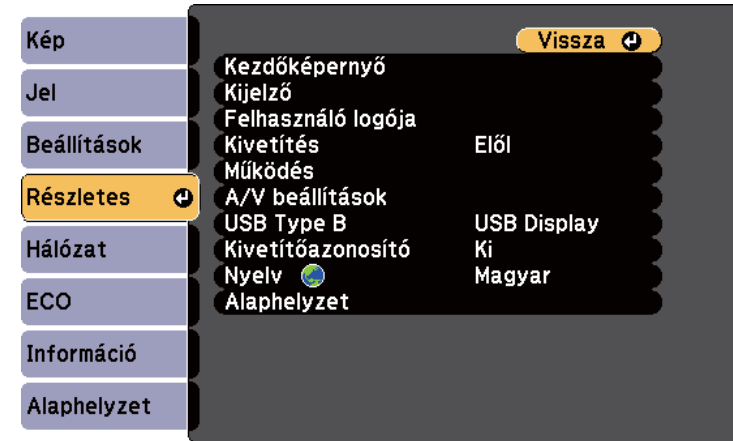 Kép
Jel
Beállítások
Részletes
Hálózat
ECO
Információ
Alaphelyzet
Vissza
Kezdőképernyő
Kijelző
Felhasználó logója
Kivetítés Elől
Működés
A/V beállítások
USB Type B USB Display
Kivetítőazonosító Ki
Nyelv Magyar
Alaphelyzet